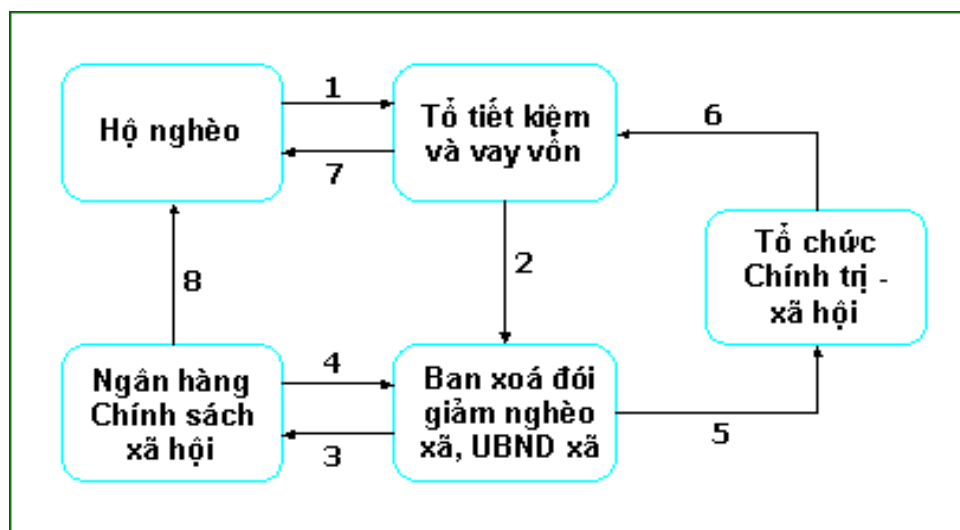 Hộ nghèo
1
7
Tổ tiết kiệm
và vay vốn
6
8
2
Tổ chức
Chính trị -
xã hội
Ngân hàng
Chính sách
xã hội
4
3
Ban xoá đói
giảm nghèo
xã, UBND xã
5